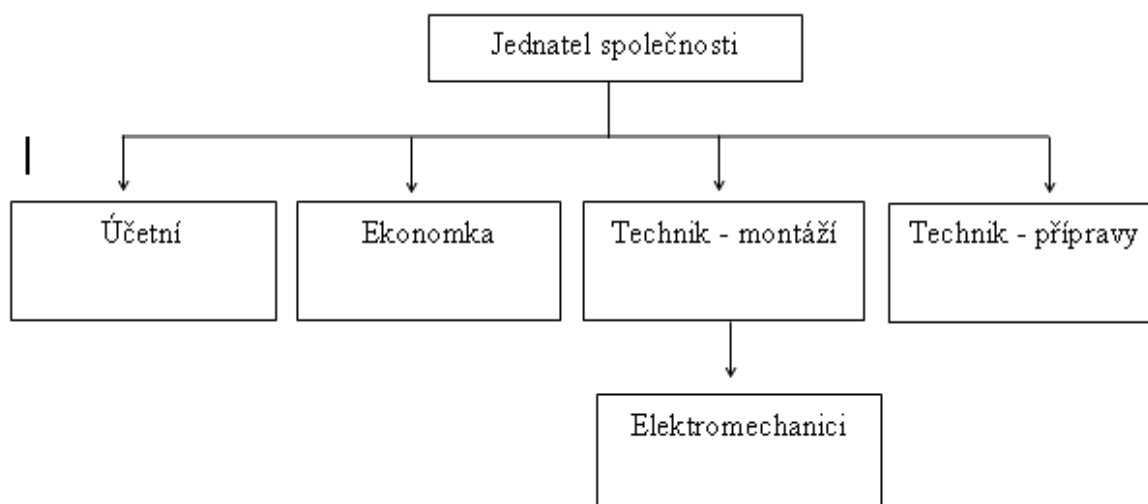 Jednatel společnosti
Účetní
Ekonomka
Technik - montáží
Technik - přípravy
Elektromechanici